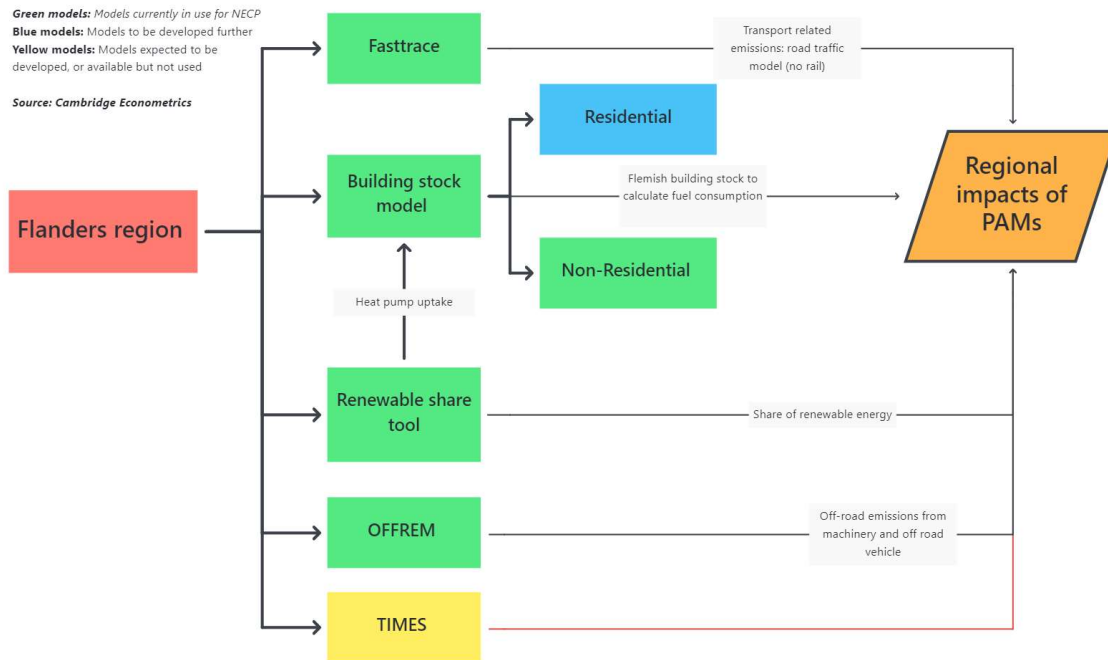 Green models: Models currently in use for NECP
Blue models: Models to be developed further
Yellow models: Models expected to be
developed, or available but not used
Source: Cambridge Econometrics
Fasttrace
Transport related
emissions: road traffic
model (no rail)
Residential
Building stock
model
Flemish building stock to
calculate fuel consumption
Regional
impacts of
PAMs
Flanders region
Non-Residential
Heat pump uptake
Renewable share
tool
Share of renewable energy
OFFREM
Off-road emissions from
machinery and off road
vehicle
TIMES